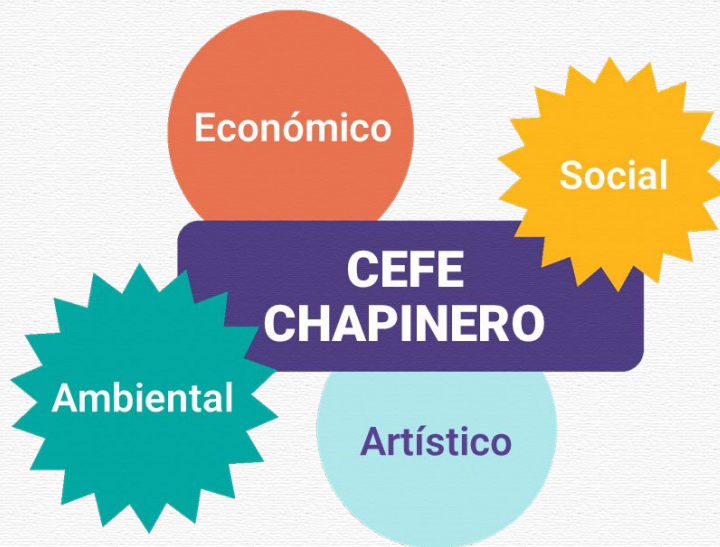 Económico
Social
CEFE
CHAPINERO
Ambiental
Artístico